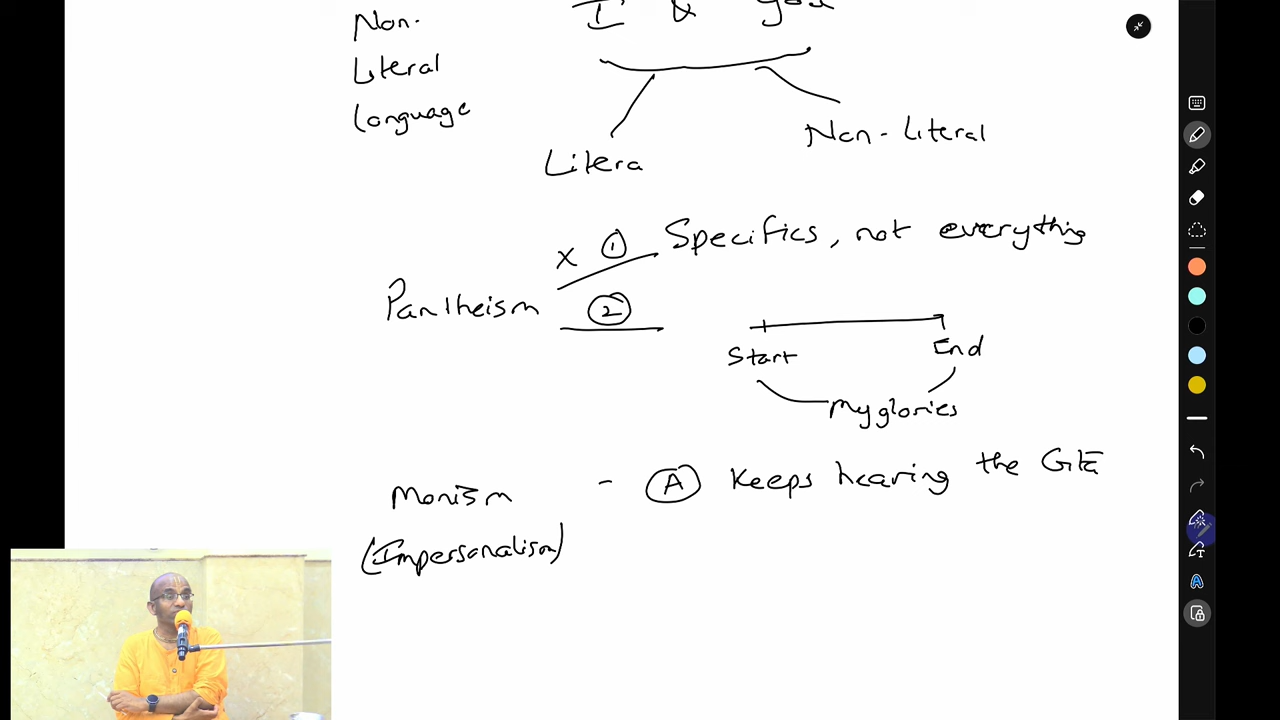 Non-
Literal
Language
I & you
Litera
Non-Literal
Pantheism
x ① Specifics, not everything
②
Start
End
My glories
Monism
(Impersonalism)
- Ⓐ keeps hearing the